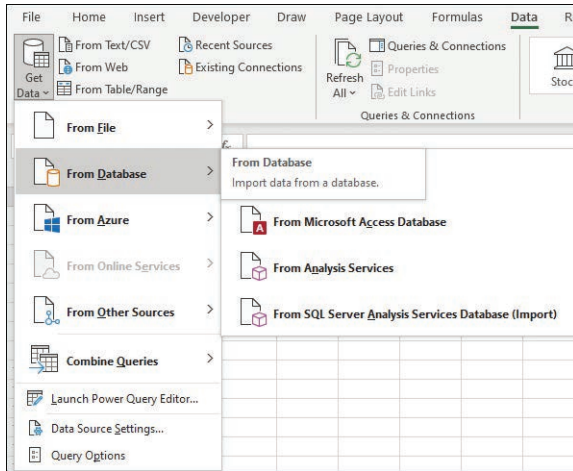 File Home Insert Developer Draw Page Layout Formulas Data R
From Text/CSV Recent Sources Queries & Connections
Get Data From Web Existing Connections Refresh All Properties Stoc
From Table/Range Edit Links
Queries & Connections
From File
From Database
From Database
Import data from a database.
From Microsoft Access Database
From Azure
From Analysis Services
From Online Services
From SQL Server Analysis Services Database (Import)
From Other Sources
Combine Queries
Launch Power Query Editor...
Data Source Settings...
Query Options